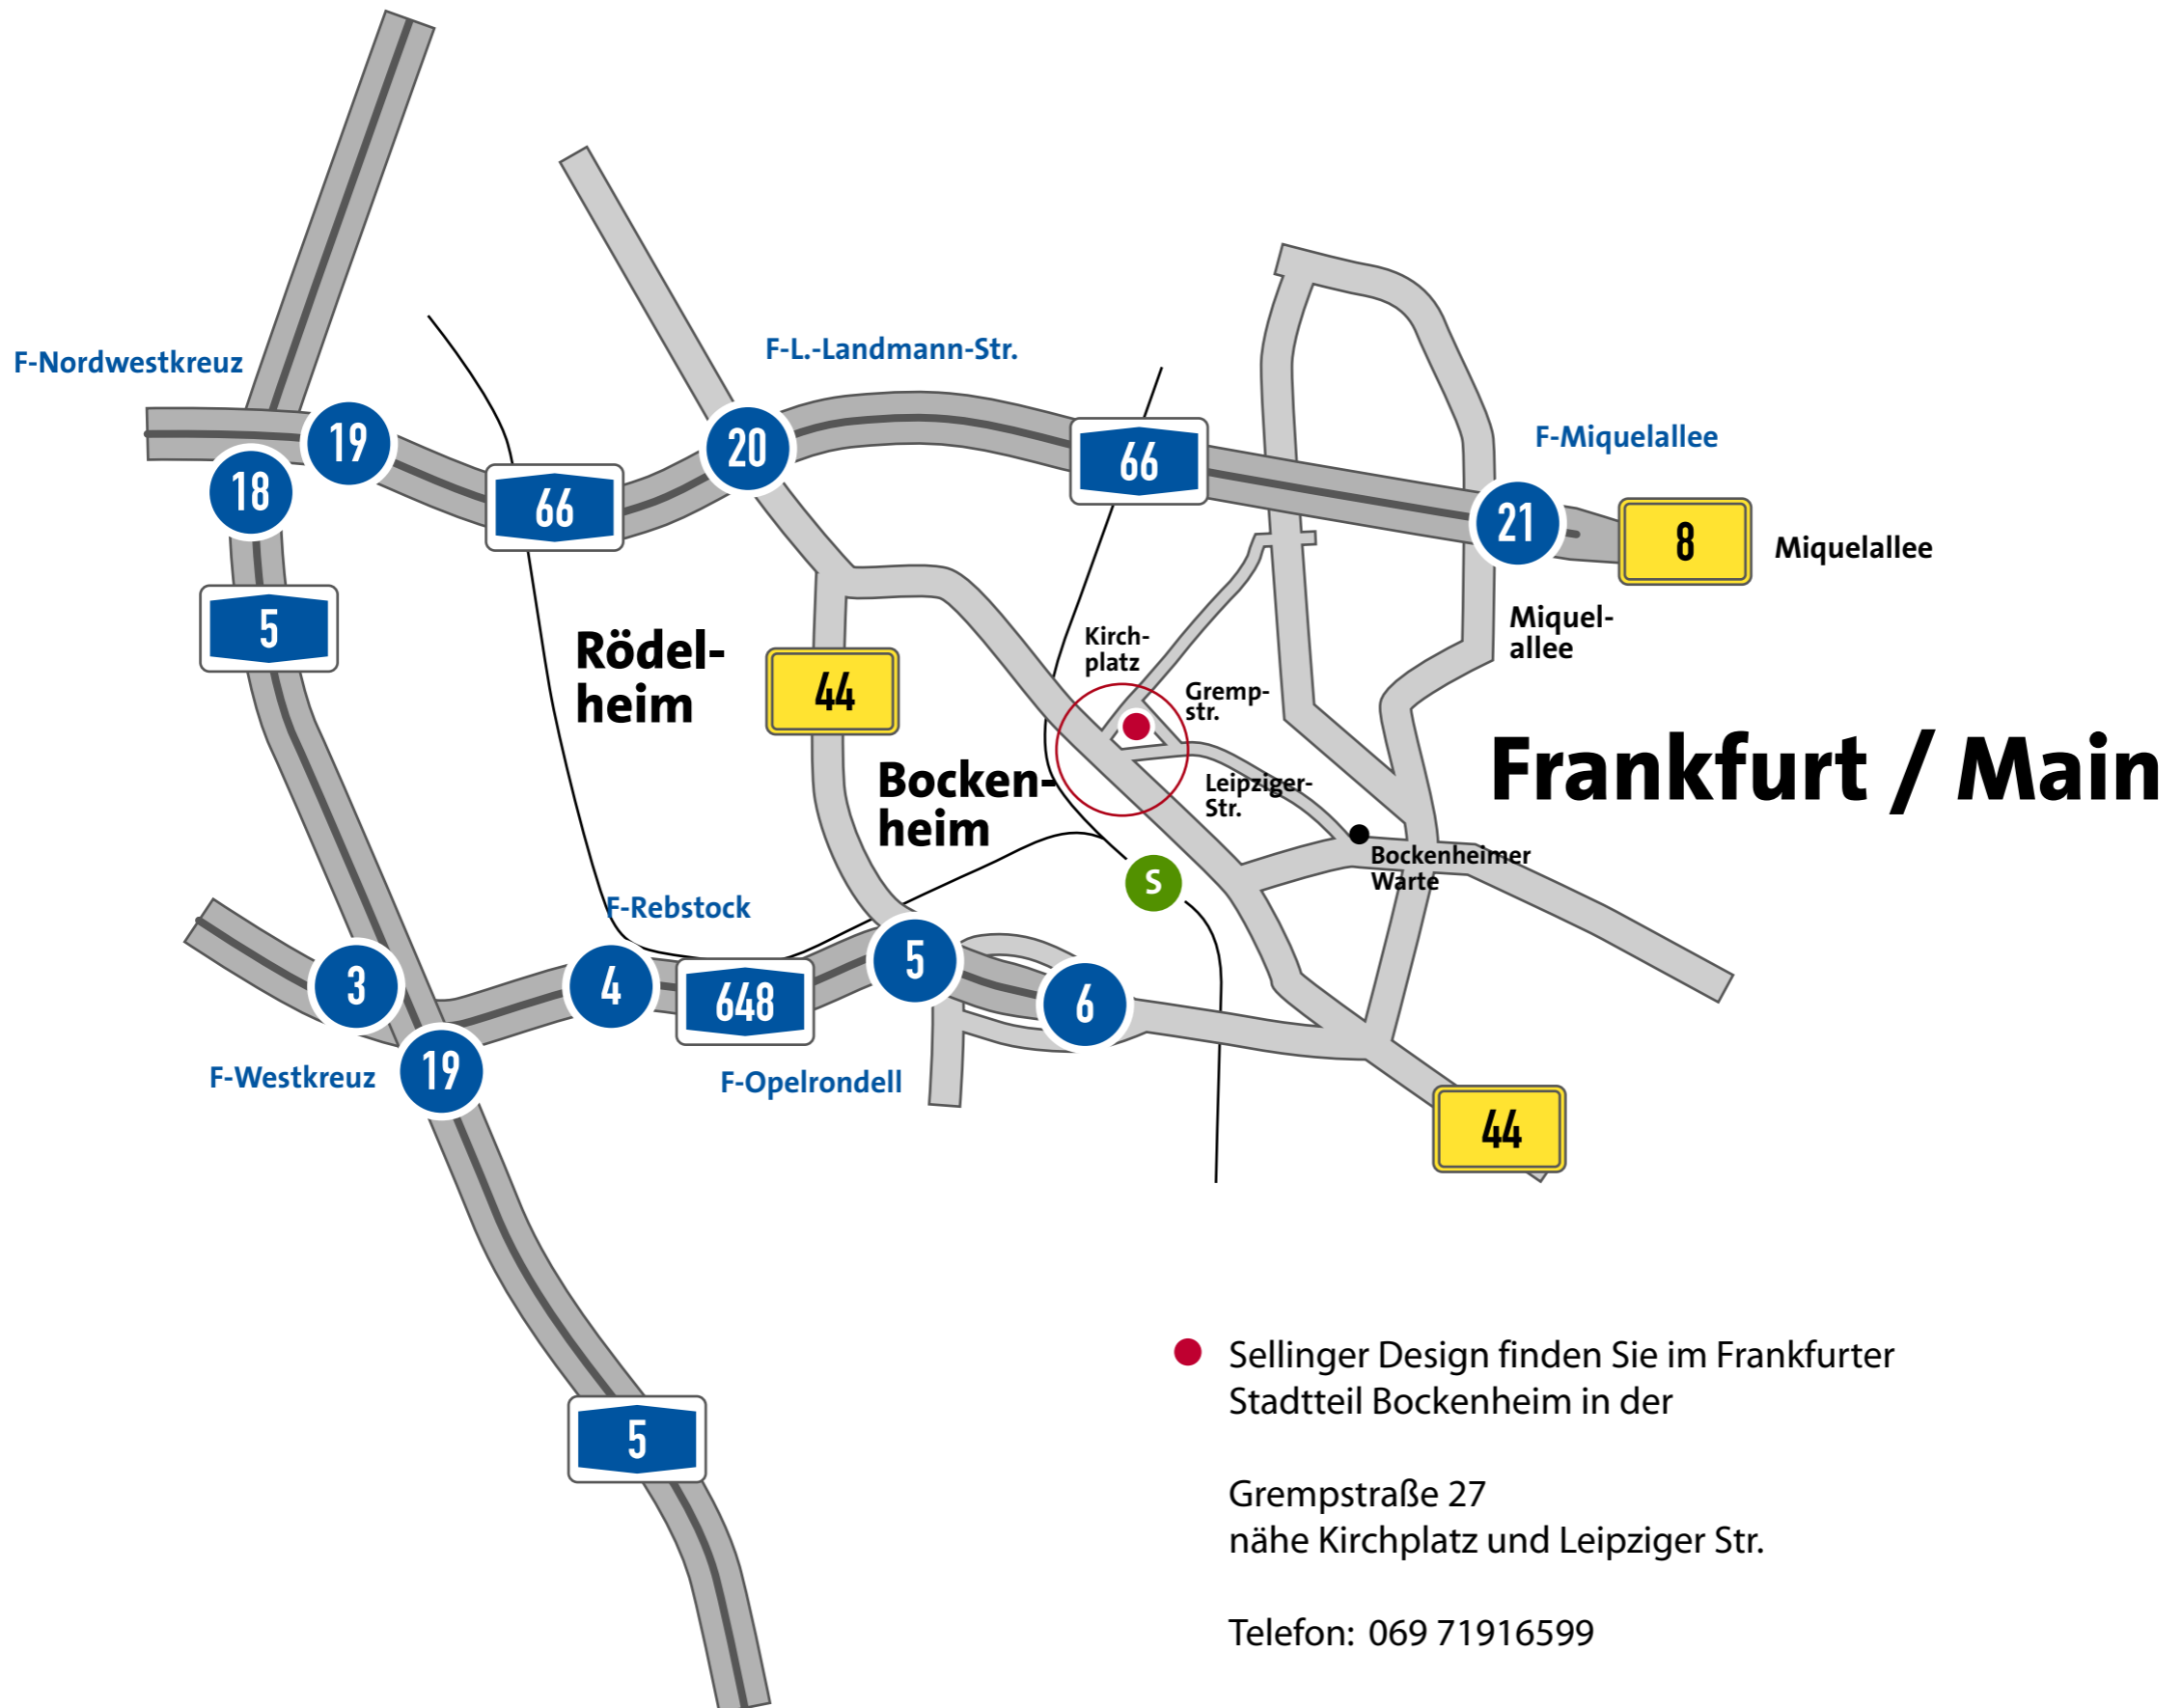 F-Nordwestkreuz
F-L.-Landmann-Str.
19
20
66
F-Miquelallee
18
66
21
8
Miquelallee
5
Rödel-
heim
44
Kirch-
platz
Gremp-
str.
Miquel-
allee
Frankfurt / Main
Bocken-
heim
Leipziger-
Str.
Bockenheimer
Warte
S
F-Rebstock
3
4
648
5
6
F-Westkreuz
19
F-Opelrondell
44
5
Sellinger Design finden Sie im Frankfurter
Stadtteil Bockenheim in der
Grempstraße 27
nähe Kirchplatz und Leipziger Str.
Telefon: 069 71916599